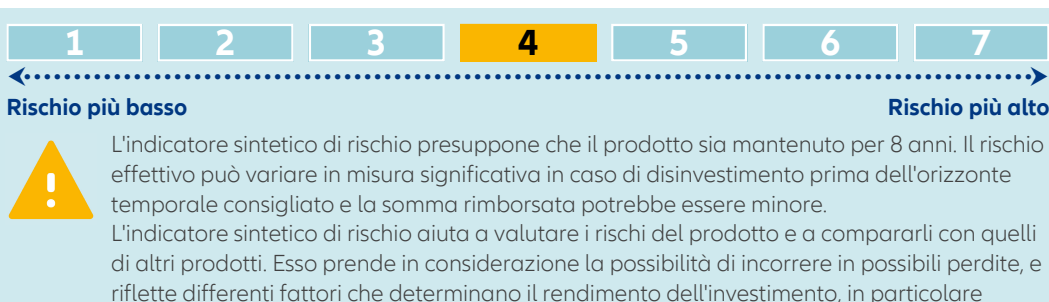 1 2 3 4 5 6 7
Rischio più basso Rischio più alto
L'indicatore sintetico di rischio presuppone che il prodotto sia mantenuto per 8 anni. Il rischio
effettivo può variare in misura significativa in caso di disinvestimento prima dell'orizzonte
temporale consigliato e la somma rimborsata potrebbe essere minore.
L'indicatore sintetico di rischio aiuta a valutare i rischi del prodotto e a compararli con quelli
di altri prodotti. Esso prende in considerazione la possibilità di incorrere in possibili perdite, e
riflette differenti fattori che determinano il rendimento dell'investimento, in particolare